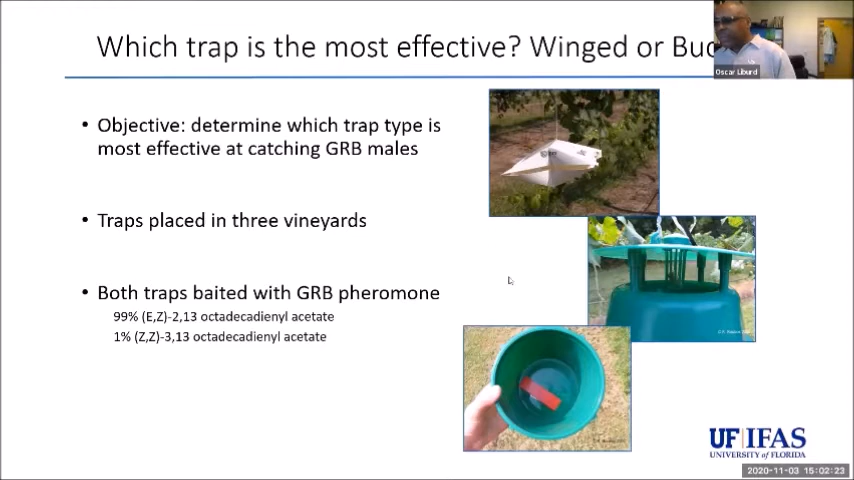 Which trap is the most effective? Winged or Buc
Oscar Liburd
• Objective: determine which trap type is
most effective at catching GRB males
• Traps placed in three vineyards
• Both traps baited with GRB pheromone
99% (E,Z)-2,13 octadecadienyl acetate
1% (Z,Z)-3,13 octadecadienyl acetate
UF|IFAS
UNIVERSITY of FLORIDA
2020-11-03 15:02:23